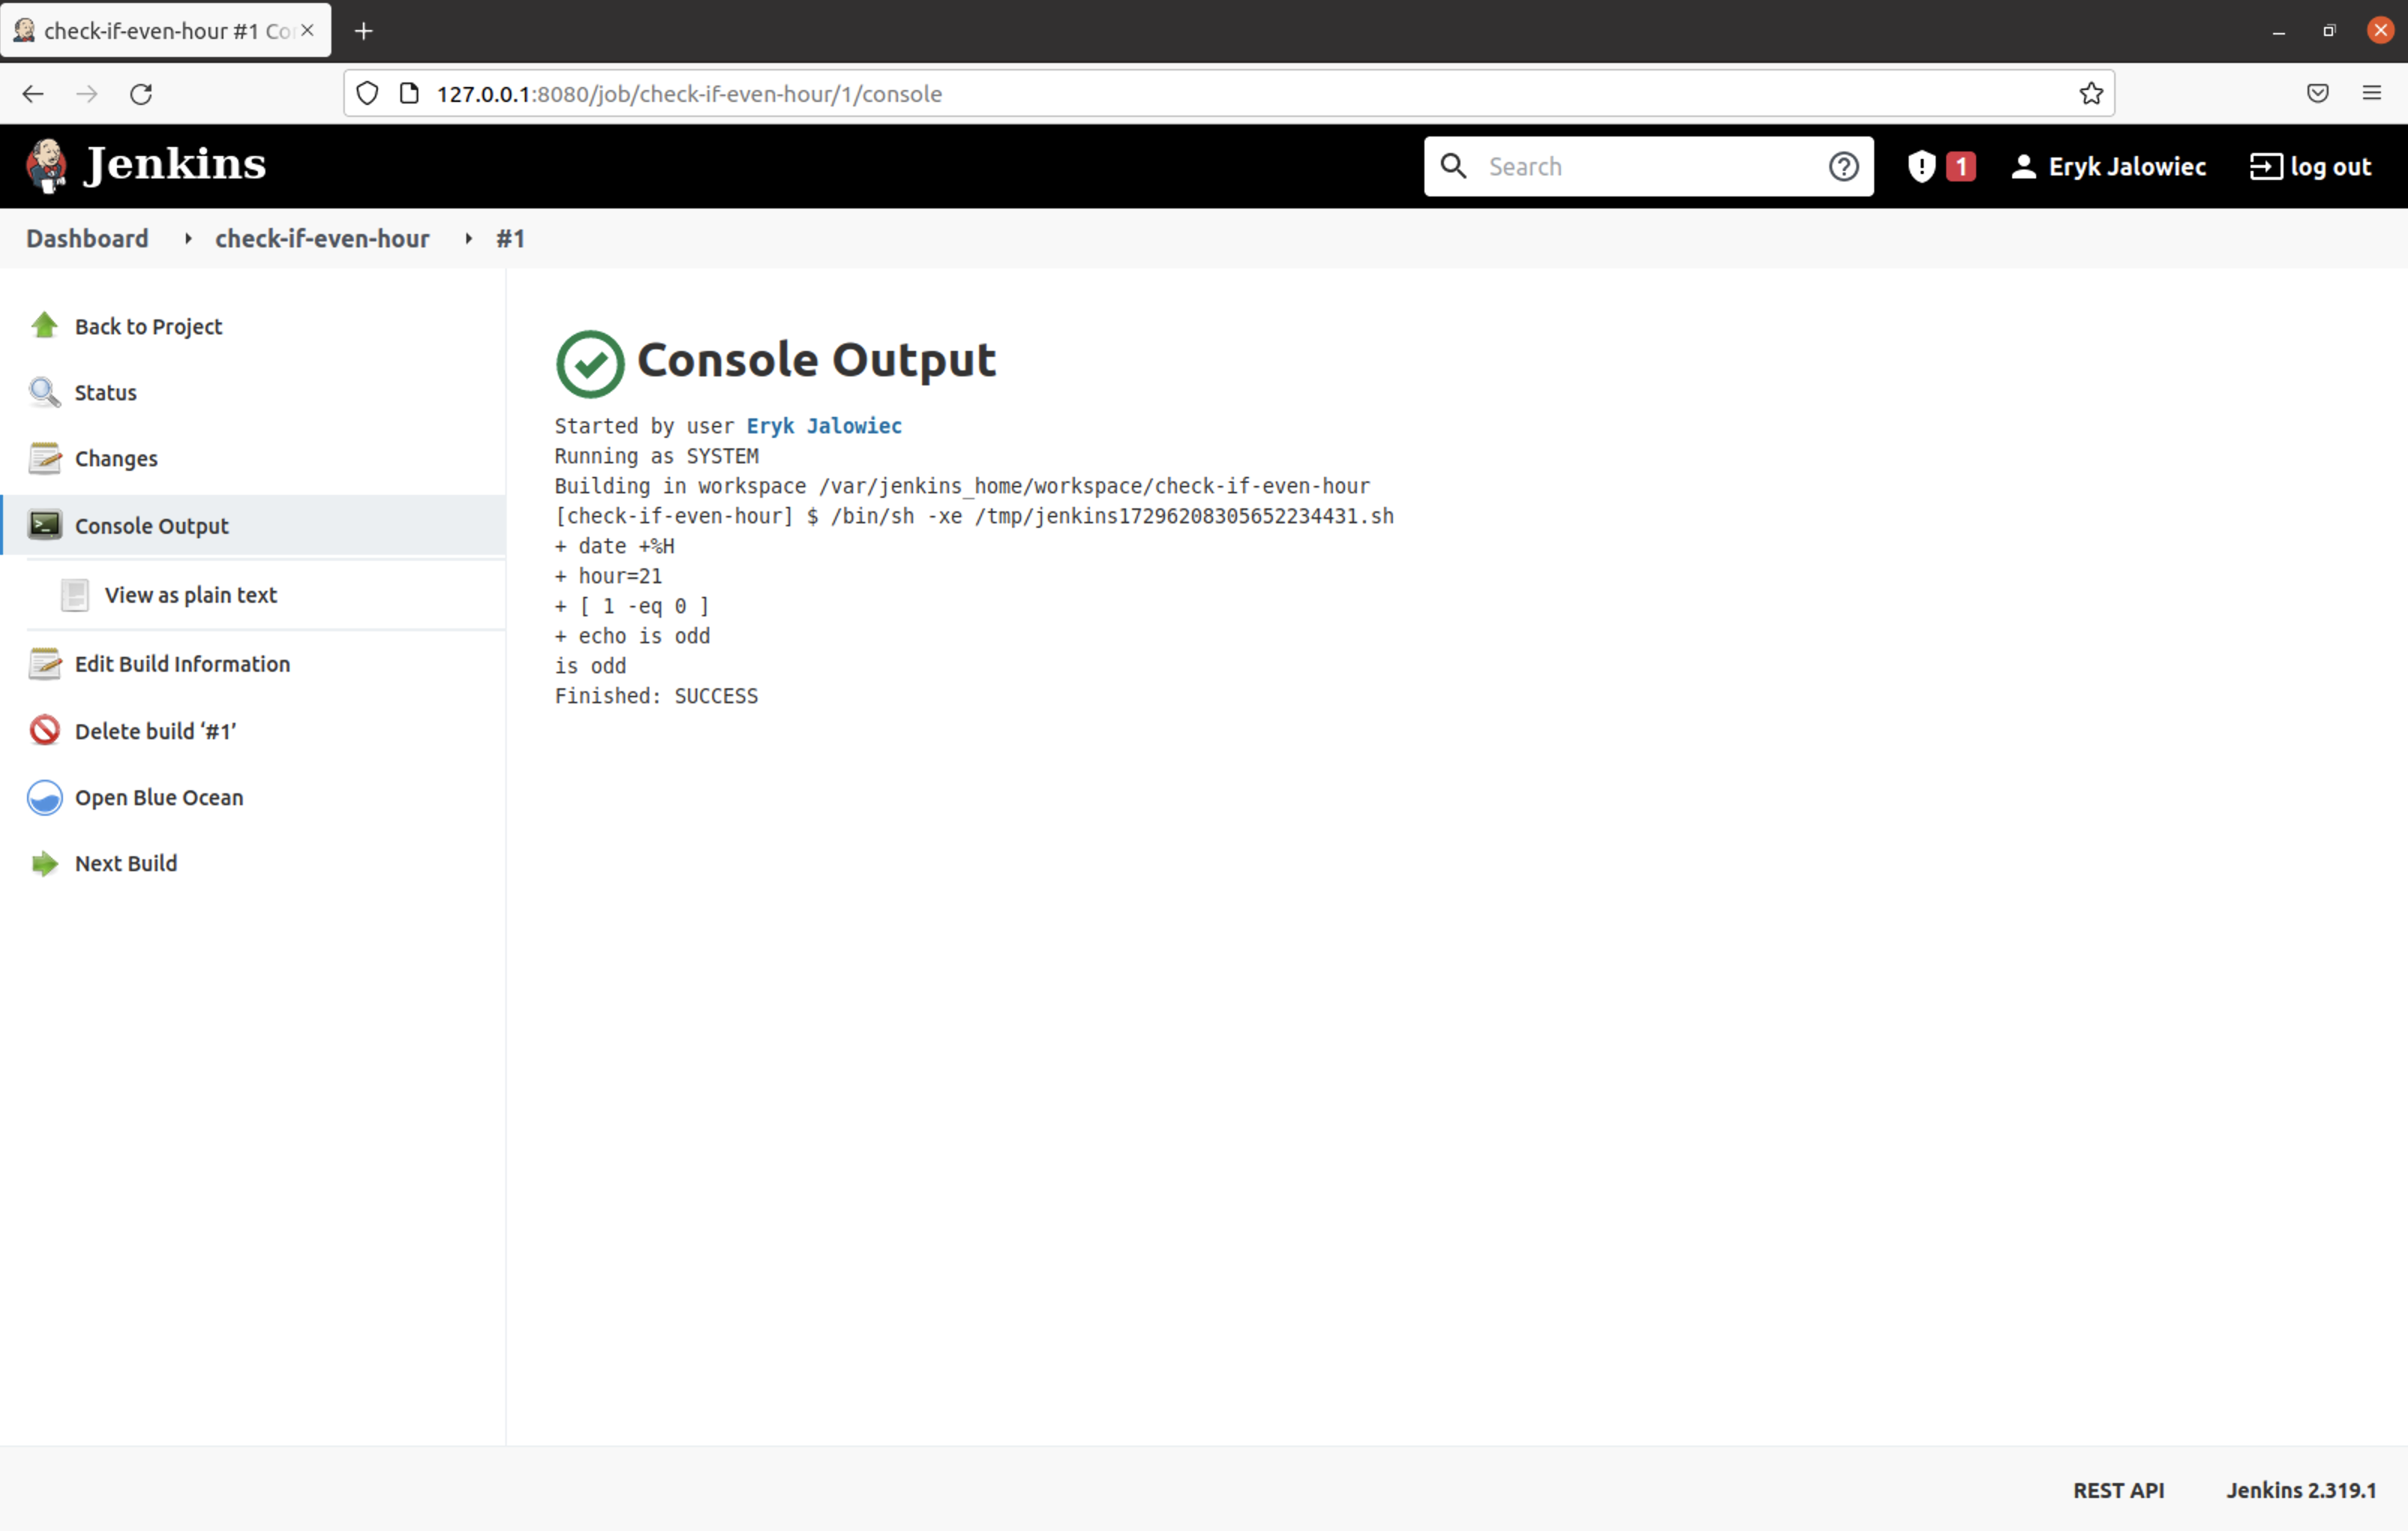 check-if-even-hour #1 Co
127.0.0.1:8080/job/check-if-even-hour/1/console
Jenkins
Search
1
Eryk Jalowiec
log out
Dashboard
check-if-even-hour
#1
Back to Project
Status
Changes
Console Output
View as plain text
Edit Build Information
Delete build ‘#1’
Open Blue Ocean
Next Build
Console Output
Started by user Eryk Jalowiec
Running as SYSTEM
Building in workspace /var/jenkins_home/workspace/check-if-even-hour
[check-if-even-hour] $ /bin/sh -xe /tmp/jenkins17296208305652234431.sh
+ date +%H
+ hour=21
+ [ 1 -eq 0 ]
+ echo is odd
is odd
Finished: SUCCESS
REST API
Jenkins 2.319.1